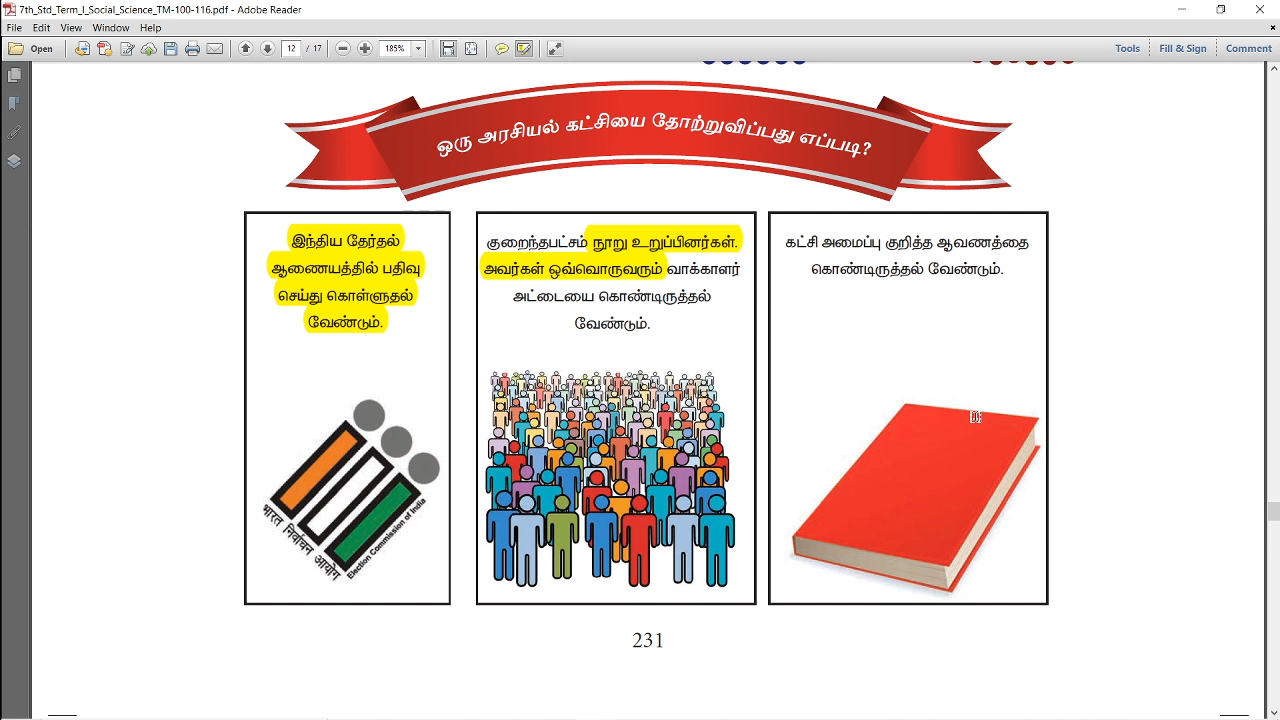 7th_Std_Term_I_Social_Science_TM-100-116.pdf - Adobe Reader
File Edit View Window Help
Open 12 / 17 185% Tools Fill & Sign Comment
ஒரு அரசியல் கட்சியை தோற்றுவிப்பது எப்படி?
இந்திய தேர்தல்
ஆணையத்தில் பதிவு
செய்து கொள்ளுதல்
வேண்டும்.
குறைந்தபட்சம் நூறு உறுப்பினர்கள்.
அவர்கள் ஒவ்வொருவரும் வாக்காளர்
அட்டையை கொண்டிருத்தல்
வேண்டும்.
கட்சி அமைப்பு குறித்த ஆவணத்தை
கொண்டிருத்தல் வேண்டும்.
भारत निर्वाचन आयोग
Election Commission of India
231